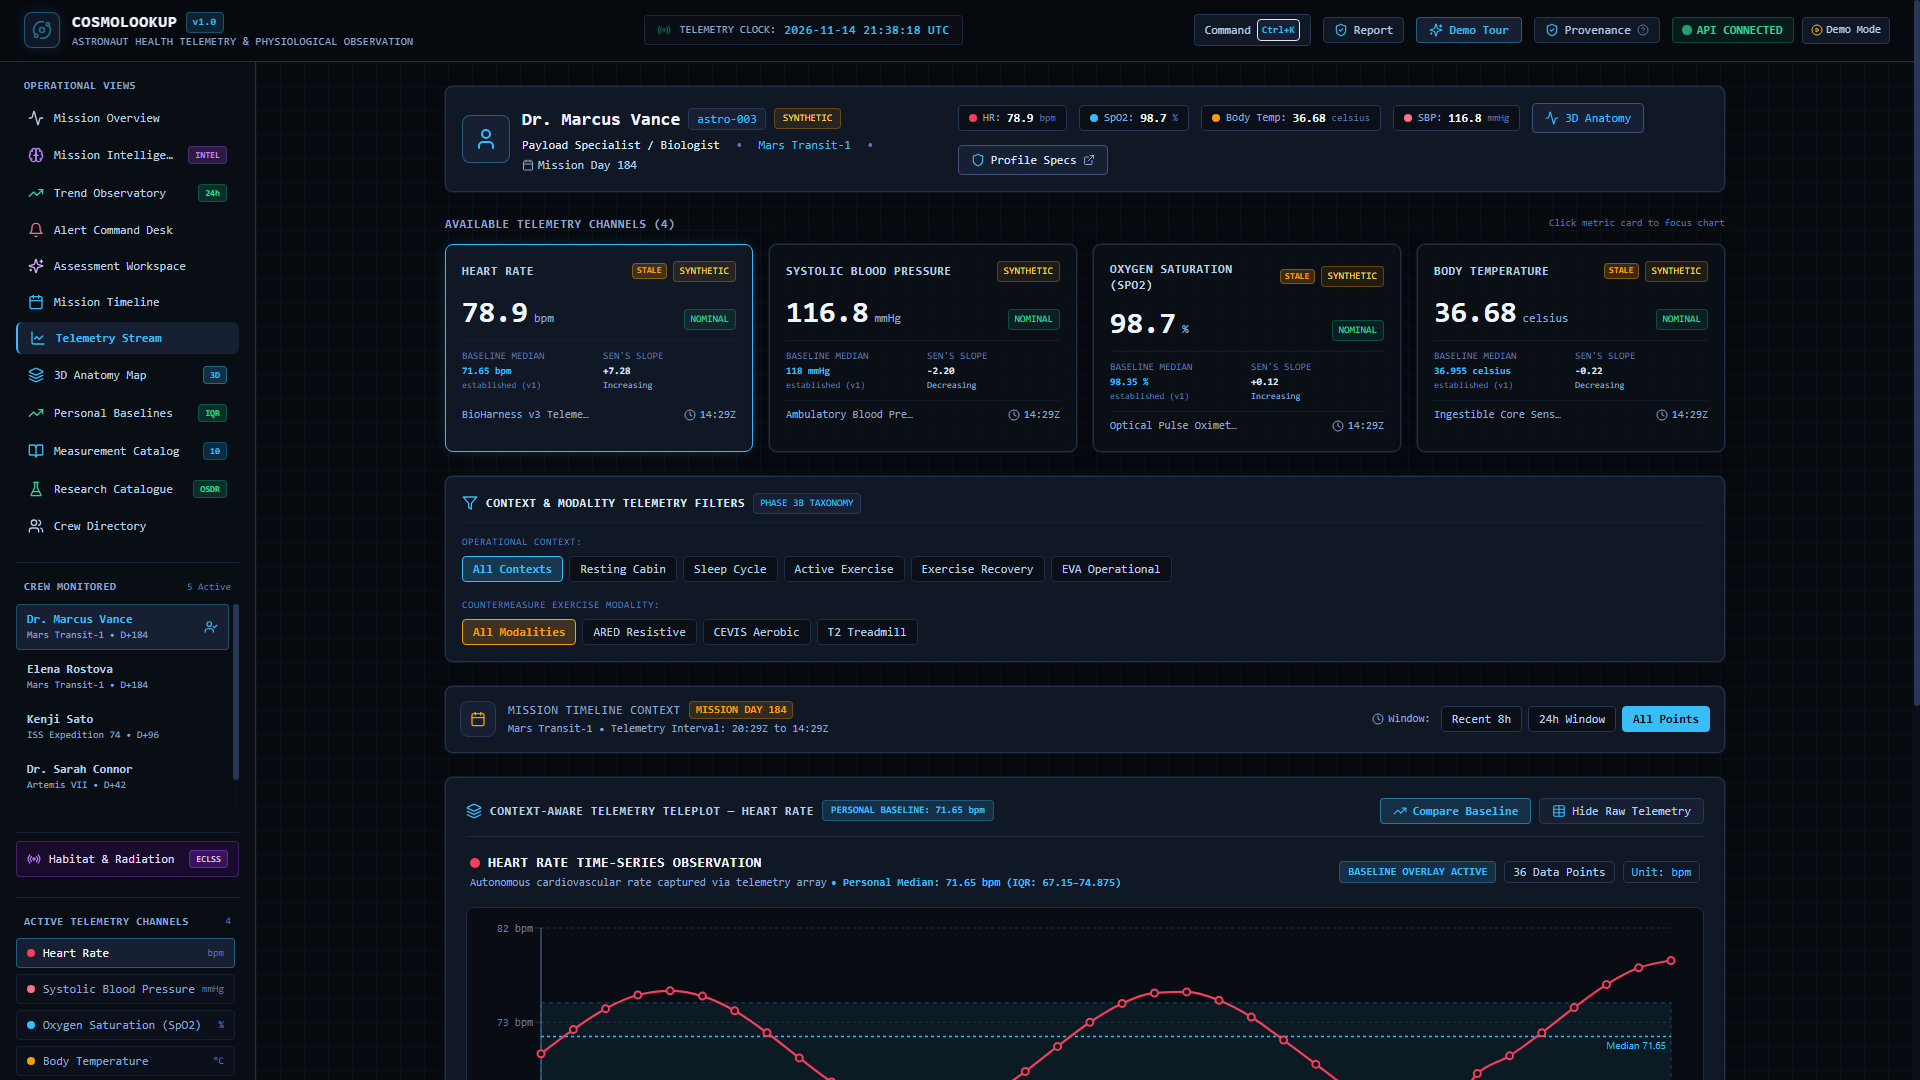 COSMOLOOKUP v1.0
ASTRONAUT HEALTH TELEMETRY & PHYSIOLOGICAL OBSERVATION
TELEMETRY CLOCK: 2026-11-14 21:38:18 UTC
Command Ctrl+K
Report
Demo Tour
Provenance
API CONNECTED
Demo Mode
OPERATIONAL VIEWS
Mission Overview
Mission Intellige… INTEL
Trend Observatory 24h
Alert Command Desk
Assessment Workspace
Mission Timeline
Telemetry Stream
3D Anatomy Map 3D
Personal Baselines IQR
Measurement Catalog 10
Research Catalogue OSDR
Crew Directory
CREW MONITORED 5 Active
Dr. Marcus Vance
Mars Transit-1 • D+184
Elena Rostova
Mars Transit-1 • D+184
Kenji Sato
ISS Expedition 74 • D+96
Dr. Sarah Connor
Artemis VII • D+42
Habitat & Radiation ECLSS
ACTIVE TELEMETRY CHANNELS 4
Heart Rate bpm
Systolic Blood Pressure mmHg
Oxygen Saturation (SpO2) %
Body Temperature °C
Dr. Marcus Vance astro-003 SYNTHETIC
Payload Specialist / Biologist • Mars Transit-1 •
Mission Day 184
HR: 78.9 bpm
SpO2: 98.7 %
Body Temp: 36.68 celsius
SBP: 116.8 mmHg
3D Anatomy
Profile Specs
AVAILABLE TELEMETRY CHANNELS (4)
Click metric card to focus chart
HEART RATE STALE SYNTHETIC
78.9 bpm NOMINAL
BASELINE MEDIAN SEN'S SLOPE
71.65 bpm +7.28
established (v1) Increasing
BioHarness v3 Teleme… 14:29Z
SYSTOLIC BLOOD PRESSURE SYNTHETIC
116.8 mmHg NOMINAL
BASELINE MEDIAN SEN'S SLOPE
118 mmHg -2.20
established (v1) Decreasing
Ambulatory Blood Pre… 14:29Z
OXYGEN SATURATION
(SPO2) STALE SYNTHETIC
98.7 % NOMINAL
BASELINE MEDIAN SEN'S SLOPE
98.35 % +0.12
established (v1) Increasing
Optical Pulse Oximet… 14:29Z
BODY TEMPERATURE STALE SYNTHETIC
36.68 celsius NOMINAL
BASELINE MEDIAN SEN'S SLOPE
36.955 celsius -0.22
established (v1) Decreasing
Ingestible Core Sens… 14:29Z
CONTEXT & MODALITY TELEMETRY FILTERS PHASE 3B TAXONOMY
OPERATIONAL CONTEXT:
All Contexts Resting Cabin Sleep Cycle Active Exercise Exercise Recovery EVA Operational
COUNTERMEASURE EXERCISE MODALITY:
All Modalities ARED Resistive CEVIS Aerobic T2 Treadmill
MISSION TIMELINE CONTEXT MISSION DAY 184
Mars Transit-1 • Telemetry Interval: 20:29Z to 14:29Z
Window: Recent 8h 24h Window All Points
CONTEXT-AWARE TELEMETRY TELEPLOT — HEART RATE PERSONAL BASELINE: 71.65 bpm
Compare Baseline Hide Raw Telemetry
HEART RATE TIME-SERIES OBSERVATION
Autonomous cardiovascular rate captured via telemetry array • Personal Median: 71.65 bpm (IQR: 67.15–74.875)
BASELINE OVERLAY ACTIVE 36 Data Points Unit: bpm
82 bpm
73 bpm
Median 71.65